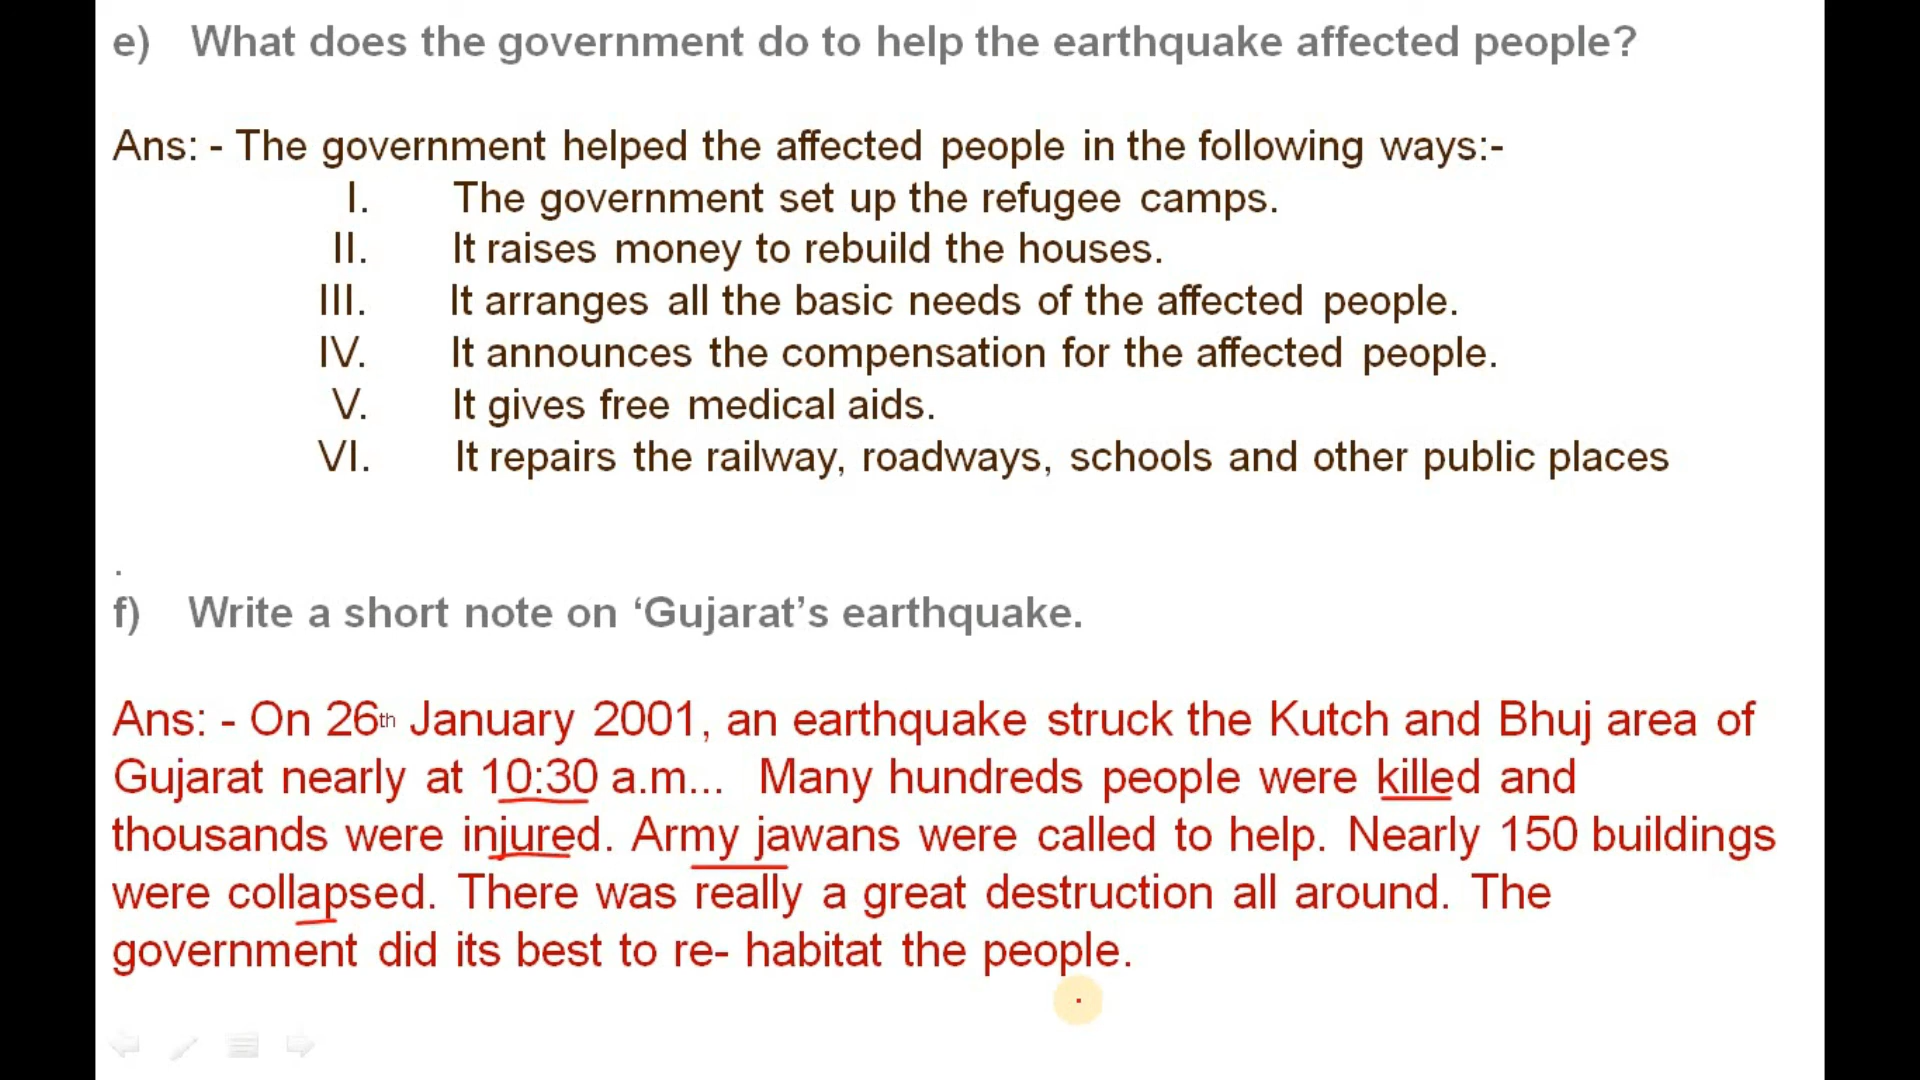 e) What does the government do to help the earthquake affected people?
Ans: - The government helped the affected people in the following ways:-
I. The government set up the refugee camps.
II. It raises money to rebuild the houses.
III. It arranges all the basic needs of the affected people.
IV. It announces the compensation for the affected people.
V. It gives free medical aids.
VI. It repairs the railway, roadways, schools and other public places
.
f) Write a short note on ‘Gujarat’s earthquake.
Ans: - On 26th January 2001, an earthquake struck the Kutch and Bhuj area of
Gujarat nearly at 10:30 a.m... Many hundreds people were killed and
thousands were injured. Army jawans were called to help. Nearly 150 buildings
were collapsed. There was really a great destruction all around. The
government did its best to re- habitat the people.